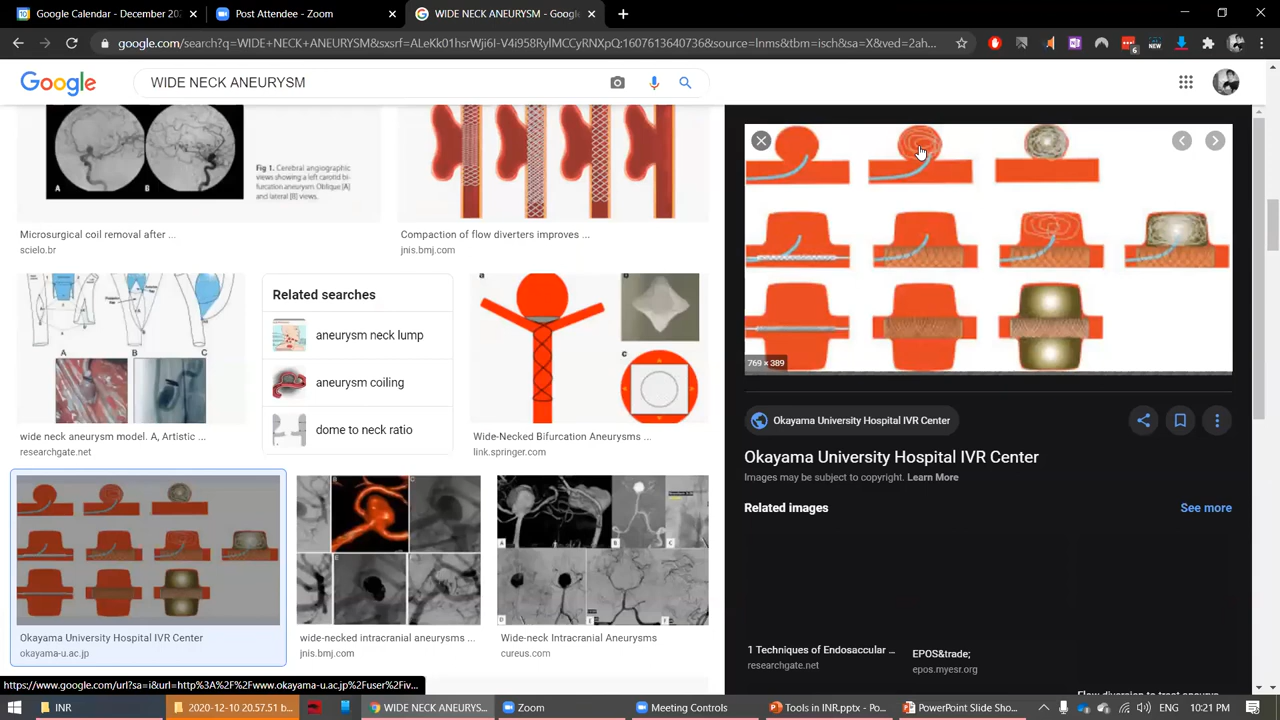 Google Calendar - December 202
Post Attendee - Zoom
WIDE NECK ANEURYSM - Google
google.com/search?q=WIDE+NECK+ANEURYSM&sxsrf=ALeKk01hsrWji6I-V4i958RylMCCyRNXpQ:1607613640736&source=lnms&tbm=isch&sa=X&ved=2ah...
6
NEW
Google
WIDE NECK ANEURYSM
A
B
Fig 1. Cerebral angiographic
views showing a left carotid bi-
furcation aneurysm. Oblique [A]
and lateral [B] views.
Microsurgical coil removal after ...
scielo.br
Compaction of flow diverters improves ...
jnis.bmj.com
A
B
C
wide neck aneurysm model. A, Artistic ...
researchgate.net
Related searches
aneurysm neck lump
aneurysm coiling
dome to neck ratio
a
C
Wide-Necked Bifurcation Aneurysms ...
link.springer.com
Okayama University Hospital IVR Center
okayama-u.ac.jp
wide-necked intracranial aneurysms ...
jnis.bmj.com
Wide-neck Intracranial Aneurysms
cureus.com
769 × 389
Okayama University Hospital IVR Center
Okayama University Hospital IVR Center
Images may be subject to copyright. Learn More
Related images
See more
1 Techniques of Endosaccular ...
researchgate.net
EPOS&trade;
epos.myesr.org
https://www.google.com/url?sa=i&url=http%3A%2F%2Fwww.okayama-u.ac.jp%2Fuser%2Fiv...
INR
2020-12-10 20.57.51 b...
WIDE NECK ANEURYS...
Zoom
Meeting Controls
Tools in INR.pptx - Po...
PowerPoint Slide Sho...
ENG
10:21 PM